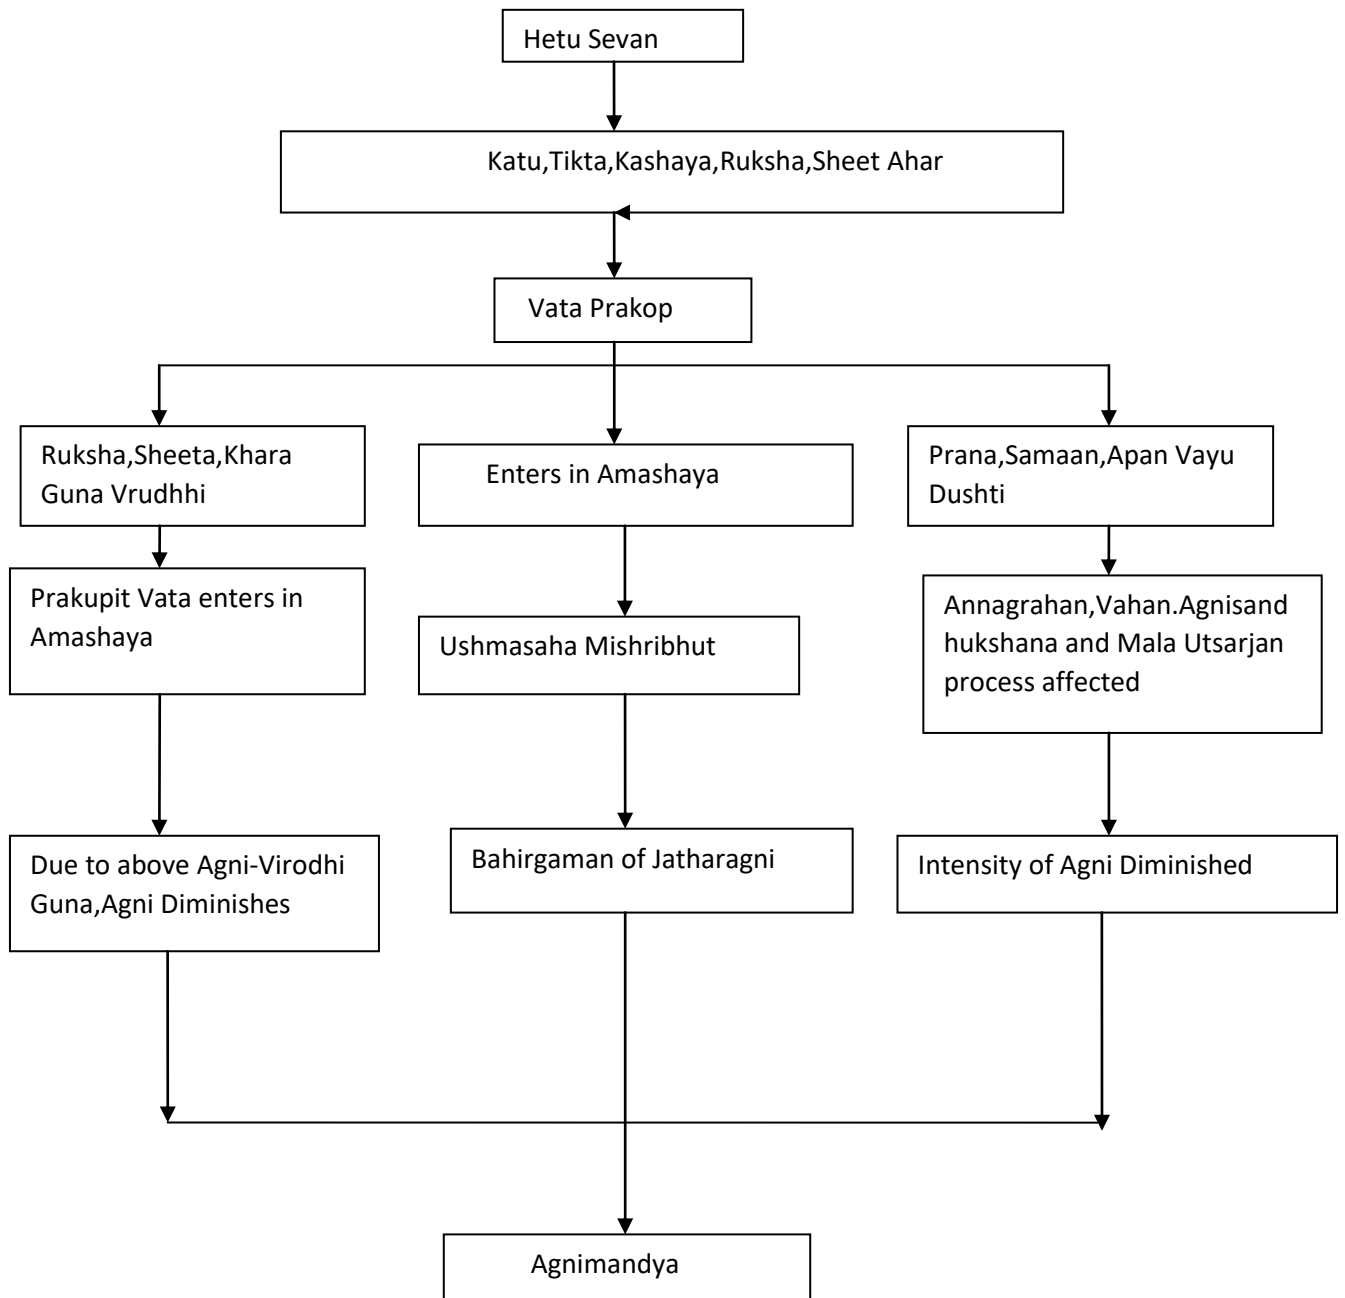 Hetu Sevan
Katu,Tikta,Kashaya,Ruksha,Sheet Ahar
Vata Prakop
Ruksha,Sheeta,Khara
Guna Vrudhhi
Enters in Amashaya
Prana,Samaan,Apan Vayu
Dushti
Prakupit Vata enters in
Amashaya
Ushmasaha Mishribhut
Annagrahan,Vahan.Agnisand
hukshana and Mala Utsarjan
process affected
Due to above Agni-Virodhi
Guna,Agni Diminishes
Bahirgaman of Jatharagni
Intensity of Agni Diminished
Agnimandya